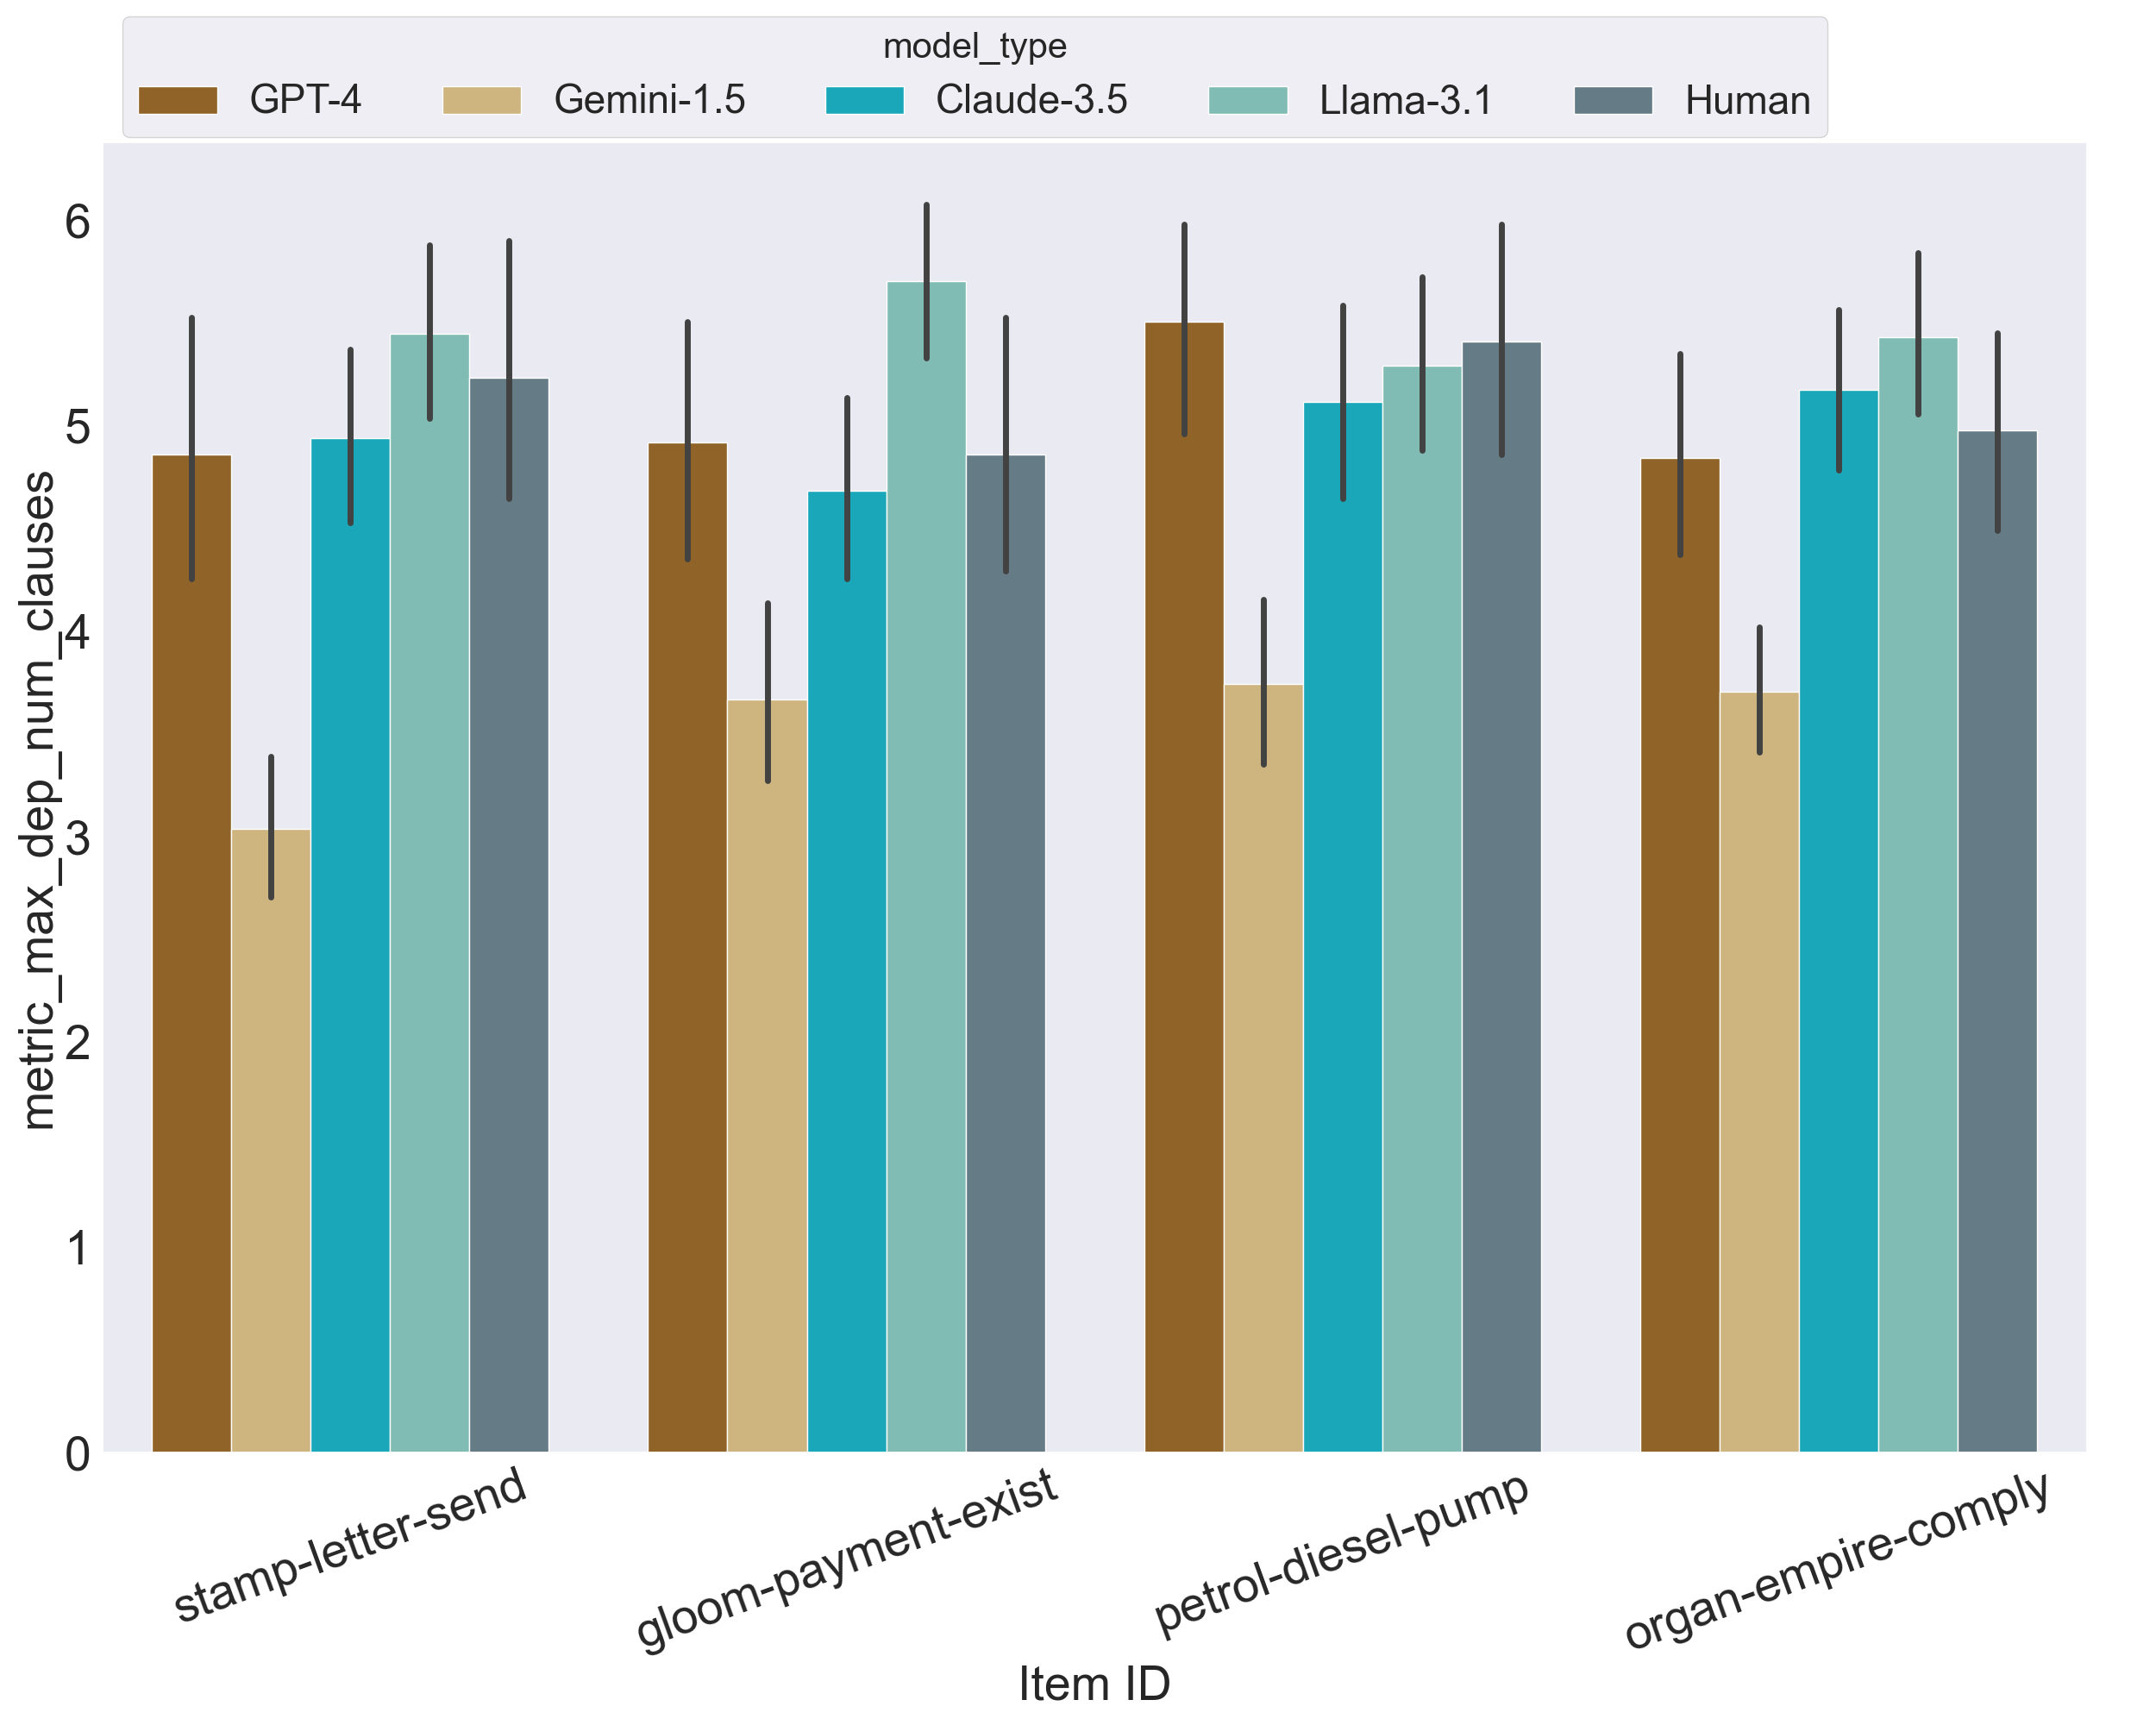 model_type
GPT-4 Gemini-1.5 Claude-3.5 Llama-3.1 Human
metric_max_dep_num_clauses
6
5
4
3
2
1
0
stamp-letter-send
gloom-payment-exist
petrol-diesel-pump
organ-empire-comply
Item ID